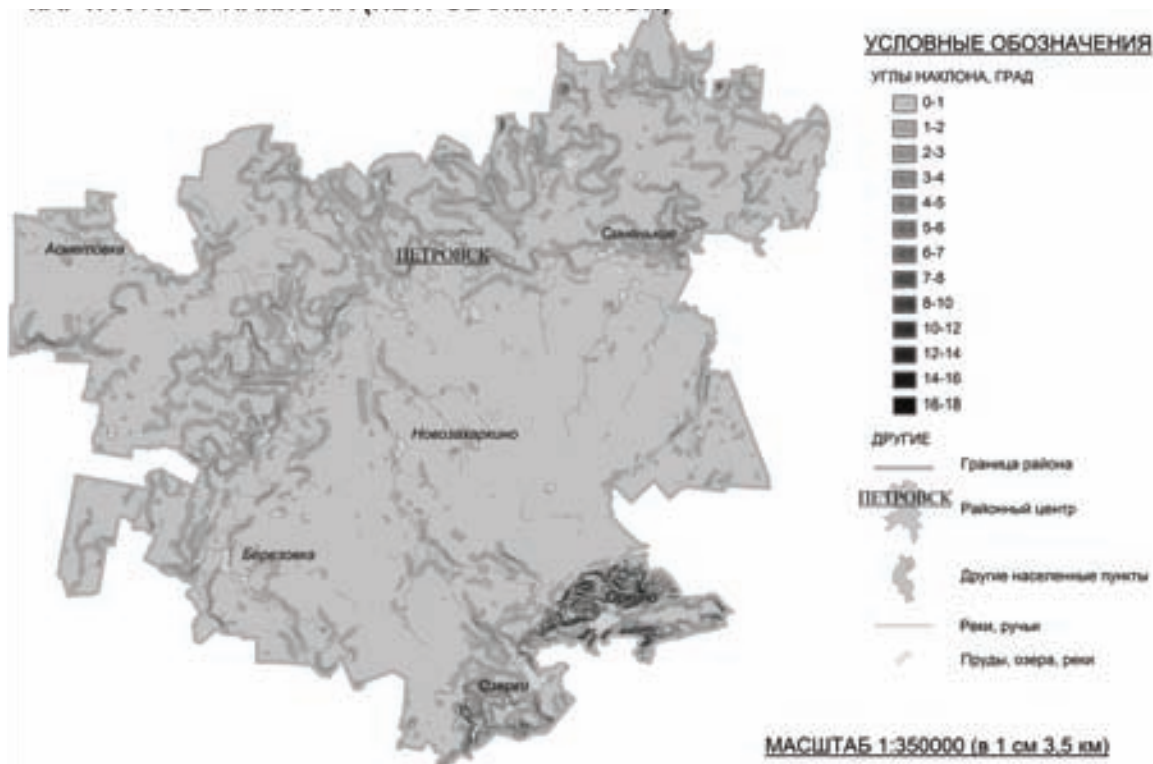 УСЛОВНЫЕ ОБОЗНАЧЕНИЯ
УГЛЫ НАКЛОНА, ГРАД
0-1
1-2
2-3
3-4
4-5
5-6
6-7
7-8
8-10
10-12
12-14
14-16
16-18
ДРУГИЕ
Граница района
ПЕТРОВСК
Районный центр
Другие населенные пункты
Реки, ручьи
Пруды, озера, реки
МАСШТАБ 1:350000 (в 1 см 3,5 км)
Асметовка
ПЕТРОВСК
Новозахаркино
Березовка
Озерки